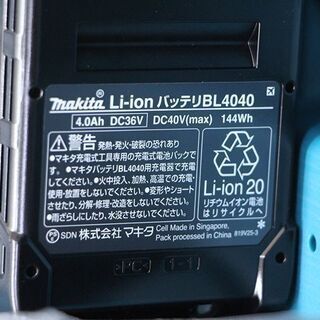 makita Li-ion バッテリBL4040
4.0Ah DC36V DC40V(max) 144Wh
警告 発熱・発火・破裂の恐れあり
●マキタ充電式工具専用の充電式電池パックです。
●マキタバッテリBL4040用充電器で充電してください。●火中投入、加熱、高温での充電・使用・放置をしないでください。●変形やショートさせたり、分解・修理・改造をしないでください。
●雨ざらしにしたり、水没させないでください。
Li-ion 20
リチウムイオン電池はリサイクルへ
SDN 株式会社マキタ
Cell Made in Singapore,
Pack processed in China
819V25-3
>PC<
1-1